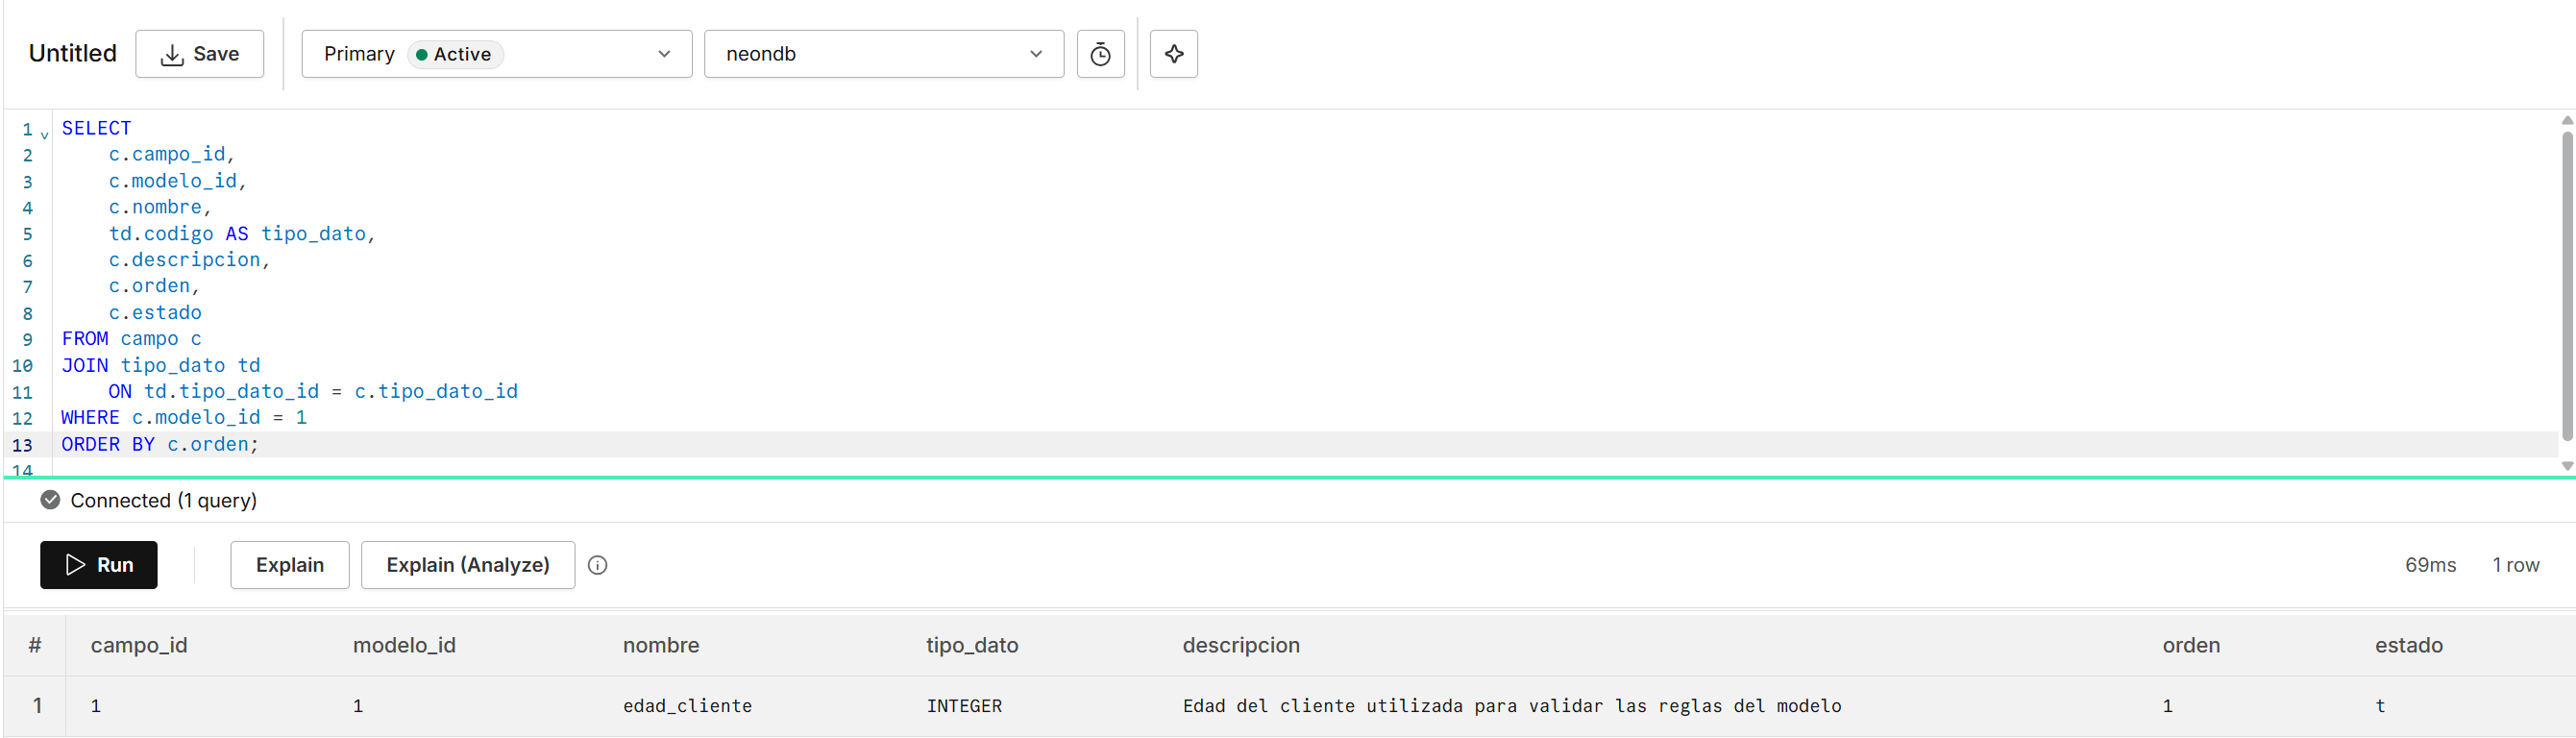 Untitled Save Primary Active neondb
1 SELECT
2 c.campo_id,
3 c.modelo_id,
4 c.nombre,
5 td.codigo AS tipo_dato,
6 c.descripcion,
7 c.orden,
8 c.estado
9 FROM campo c
10 JOIN tipo_dato td
11 ON td.tipo_dato_id = c.tipo_dato_id
12 WHERE c.modelo_id = 1
13 ORDER BY c.orden;
14
Connected (1 query)
Run Explain Explain (Analyze) 69ms 1 row
# campo_id modelo_id nombre tipo_dato descripcion orden estado
1 1 1 edad_cliente INTEGER Edad del cliente utilizada para validar las reglas del modelo 1 t